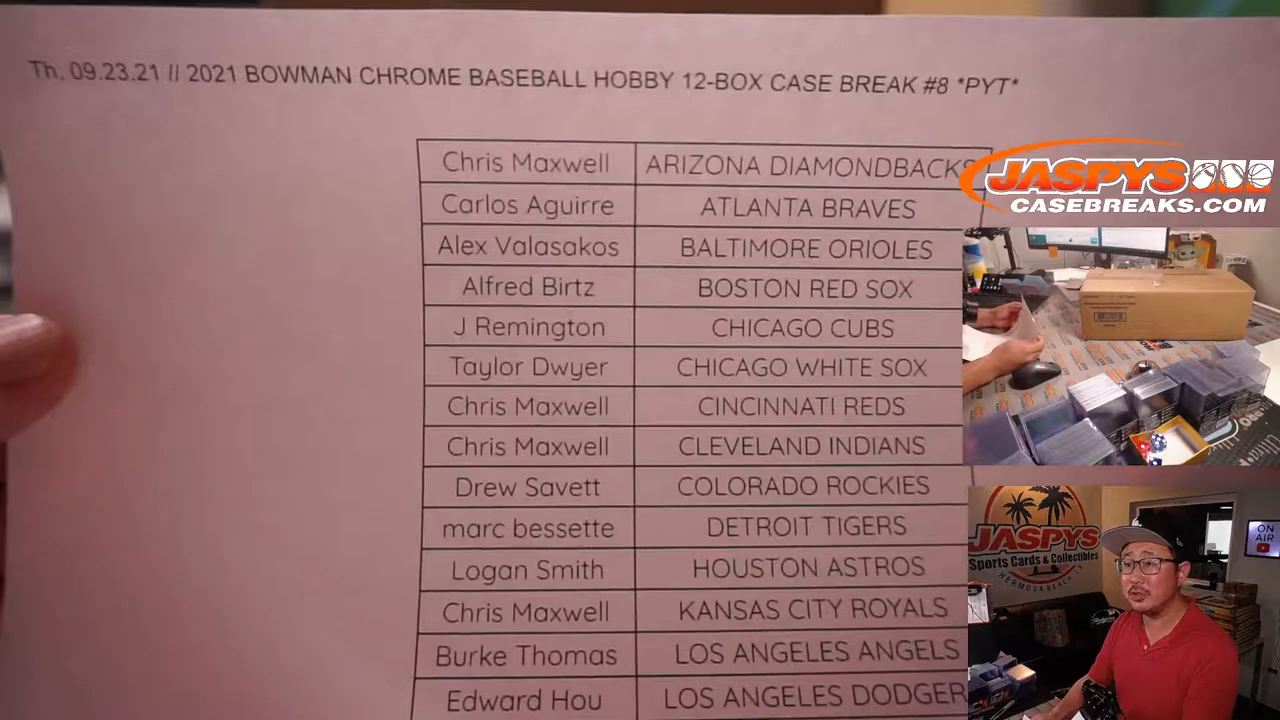 Th. 09.23.21 // 2021 BOWMAN CHROME BASEBALL HOBBY 12-BOX CASE BREAK #8 *PYT*
Chris Maxwell ARIZONA DIAMONDBACKS
Carlos Aguirre ATLANTA BRAVES
Alex Valasakos BALTIMORE ORIOLES
Alfred Birtz BOSTON RED SOX
J Remington CHICAGO CUBS
Taylor Dwyer CHICAGO WHITE SOX
Chris Maxwell CINCINNATI REDS
Chris Maxwell CLEVELAND INDIANS
Drew Savett COLORADO ROCKIES
marc bessette DETROIT TIGERS
Logan Smith HOUSTON ASTROS
Chris Maxwell KANSAS CITY ROYALS
Burke Thomas LOS ANGELES ANGELS
Edward Hou LOS ANGELES DODGER
JASPYS
CASEBREAKS.COM
JASPYS
Sports Cards & Collectibles
HERMOSA BEACH, CA
ON
AIR